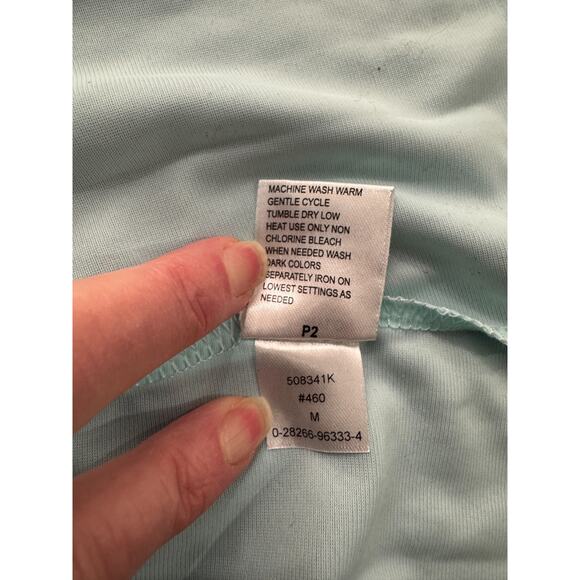 MACHINE WASH WARM
GENTLE CYCLE
TUMBLE DRY LOW
HEAT USE ONLY NON
CHLORINE BLEACH
WHEN NEEDED WASH
DARK COLORS
SEPARATELY IRON ON
LOWEST SETTINGS AS
NEEDED
P2
508341K
#460
M
0-28266-96333-4